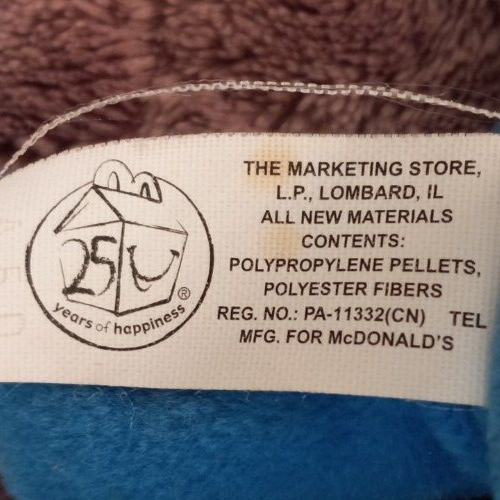 25
years of happiness®
THE MARKETING STORE,
L.P., LOMBARD, IL
ALL NEW MATERIALS
CONTENTS:
POLYPROPYLENE PELLETS,
POLYESTER FIBERS
REG. NO.: PA-11332(CN) TEL
MFG. FOR McDONALD'S